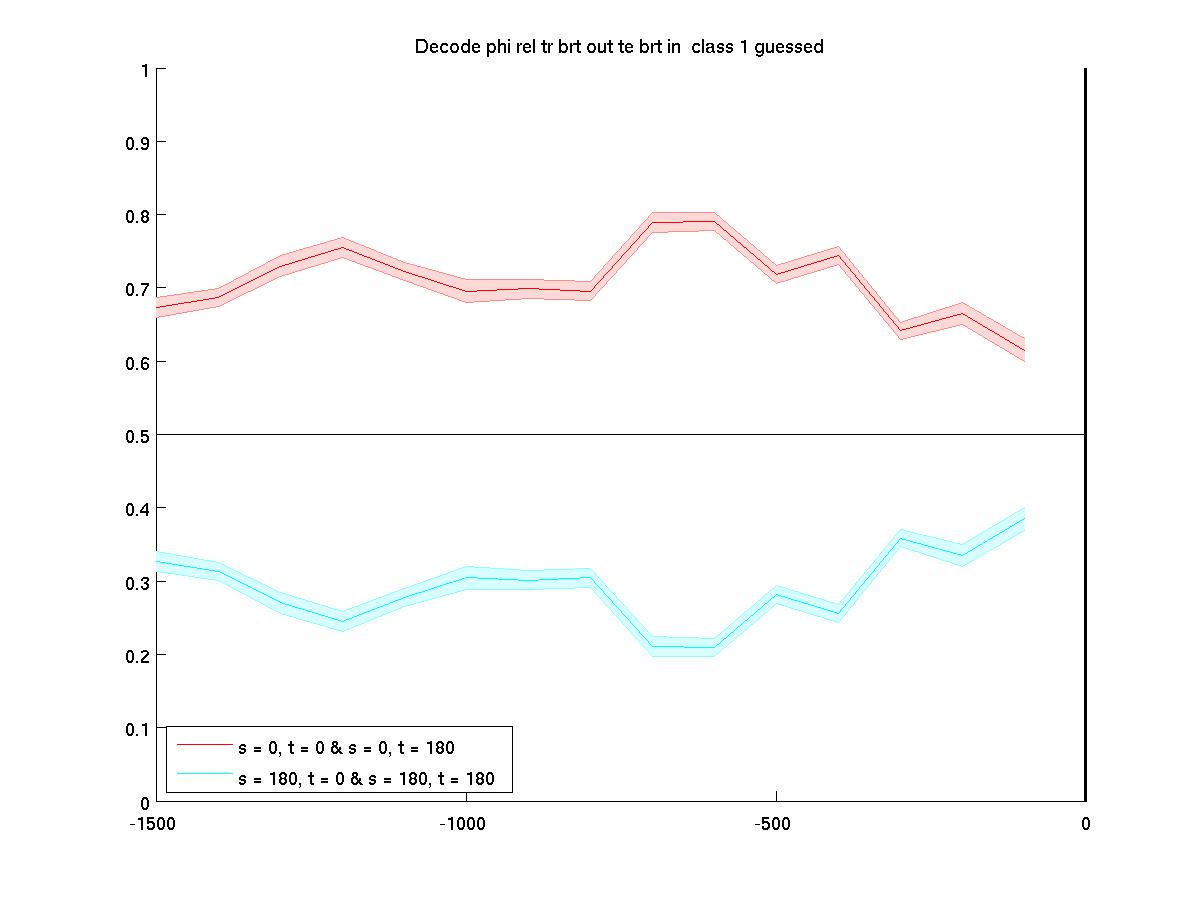 Decode phi rel tr brt out te brt in  class 1 guessed
1
0.9
0.8
0.7
0.6
0.5
0.4
0.3
0.2
0.1
0
s = 0, t = 0 & s = 0, t = 180
s = 180, t = 0 & s = 180, t = 180
-1500 -1000 -500 0